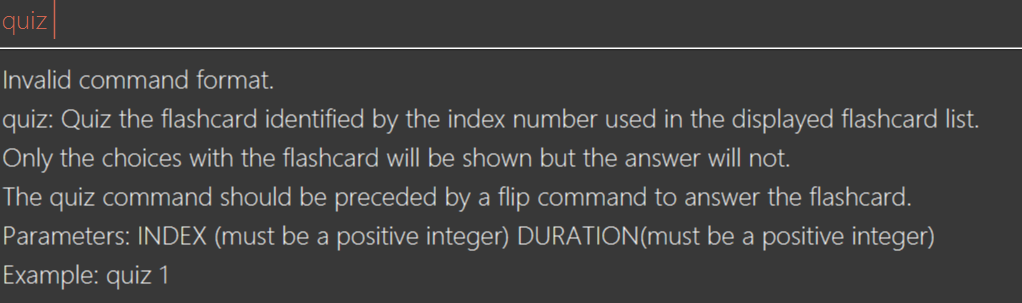 quiz
Invalid command format.
quiz: Quiz the flashcard identified by the index number used in the displayed flashcard list.
Only the choices with the flashcard will be shown but the answer will not.
The quiz command should be preceded by a flip command to answer the flashcard.
Parameters: INDEX (must be a positive integer) DURATION(must be a positive integer)
Example: quiz 1